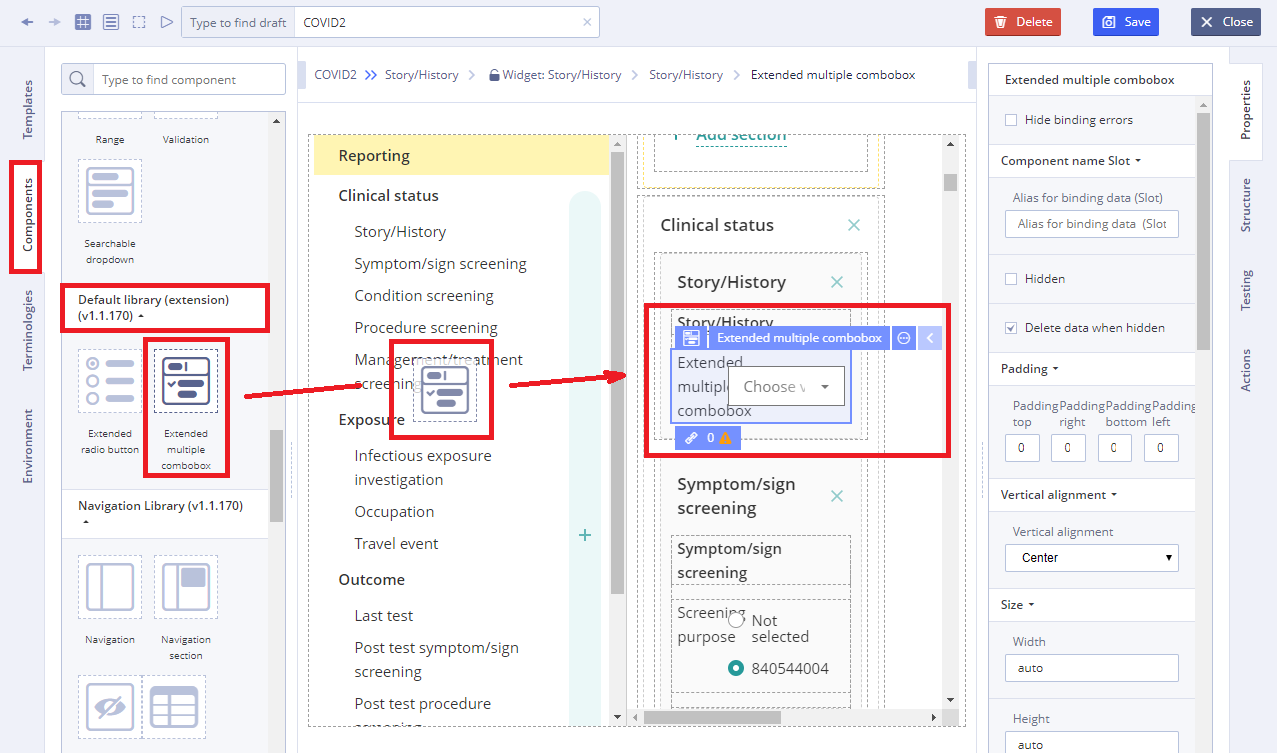 Type to find draft
COVID2
Delete
Save
Close
Templates
Components
Terminologies
Environment
Type to find component
Range
Validation
Searchable
dropdown
Default library (extension)
(v1.1.170)
Extended
radio button
Extended
multiple
combobox
Navigation Library (v1.1.170)
Navigation
Navigation
section
COVID2
Story/History
Widget: Story/History
Story/History
Extended multiple combobox
Reporting
Clinical status
Story/History
Symptom/sign screening
Condition screening
Procedure screening
Management/treatment
screening
Exposure
Infectious exposure
investigation
Occupation
Travel event
Outcome
Last test
Post test symptom/sign
screening
Post test procedure
screening
+ Add section
Clinical status
Story/History
Story/History
Extended multiple combobox
Extended
multiple
combobox
Choose v
0
Symptom/sign
screening
Symptom/sign
screening
Screening
purpose
Not
selected
840544004
Extended multiple combobox
Hide binding errors
Component name Slot
Alias for binding data (Slot)
Alias for binding data (Slot
Hidden
Delete data when hidden
Padding
Padding
top
Padding
right
Padding
bottom
Padding
left
0
0
0
0
Vertical alignment
Vertical alignment
Center
Size
Width
auto
Height
auto
Properties
Structure
Testing
Actions